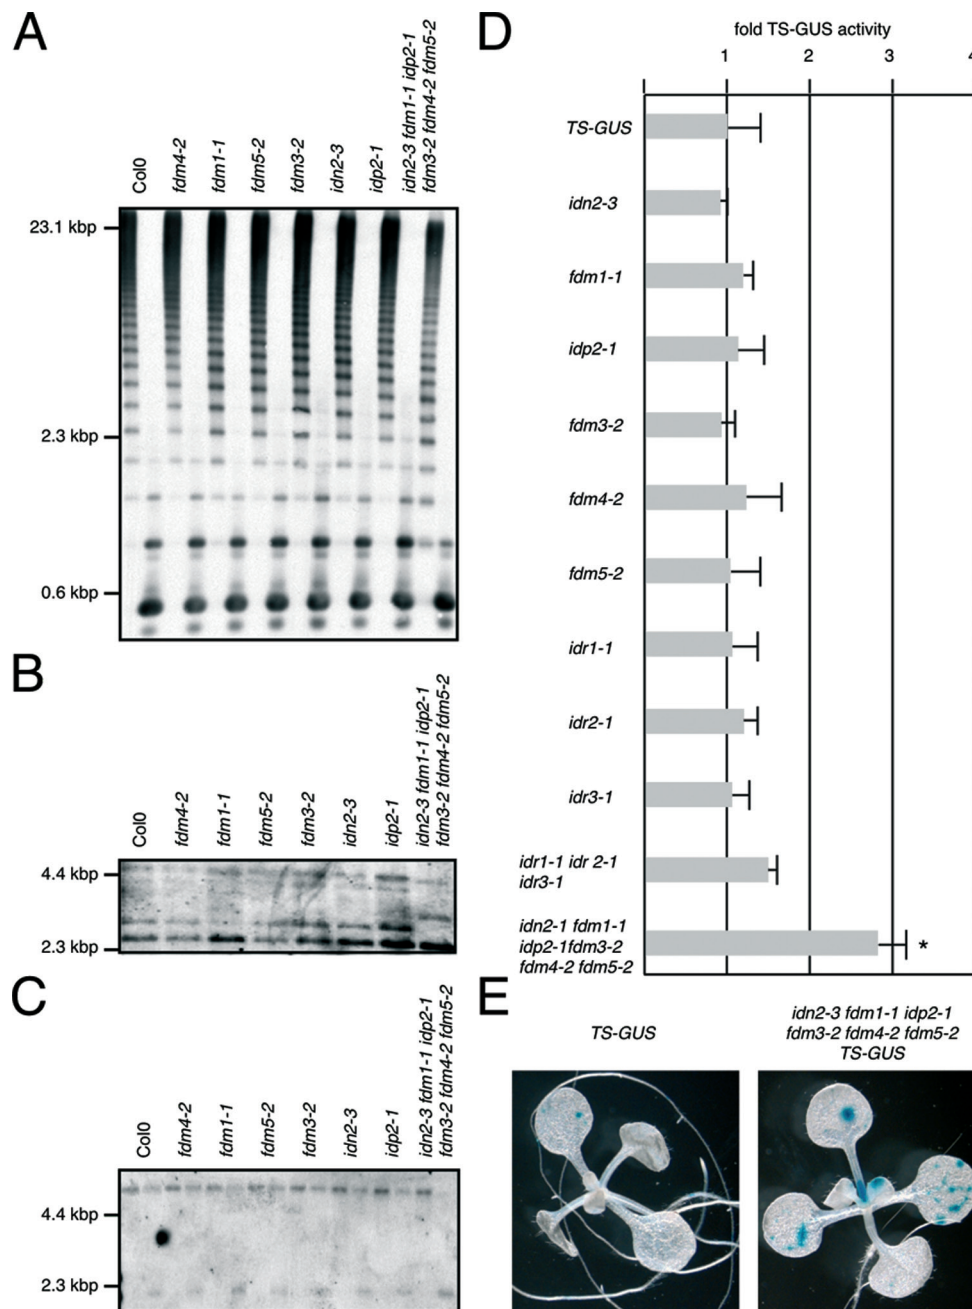 A
Col0
fdm4-2
fdm1-1
fdm5-2
fdm3-2
idn2-3
idp2-1
idn2-3 fdm1-1 idp2-1
fdm3-2 fdm4-2 fdm5-2
23.1 kbp
2.3 kbp
0.6 kbp
B
Col0
fdm4-2
fdm1-1
fdm5-2
fdm3-2
idn2-3
idp2-1
idn2-3 fdm1-1 idp2-1
fdm3-2 fdm4-2 fdm5-2
4.4 kbp
2.3 kbp
C
Col0
fdm4-2
fdm1-1
fdm5-2
fdm3-2
idn2-3
idp2-1
idn2-3 fdm1-1 idp2-1
fdm3-2 fdm4-2 fdm5-2
4.4 kbp
2.3 kbp
D
fold TS-GUS activity
1 2 3 4
TS-GUS
idn2-3
fdm1-1
idp2-1
fdm3-2
fdm4-2
fdm5-2
idr1-1
idr2-1
idr3-1
idr1-1 idr 2-1
idr3-1
idn2-1 fdm1-1
idp2-1fdm3-2
fdm4-2 fdm5-2
*
E
TS-GUS
idn2-3 fdm1-1 idp2-1
fdm3-2 fdm4-2 fdm5-2
TS-GUS